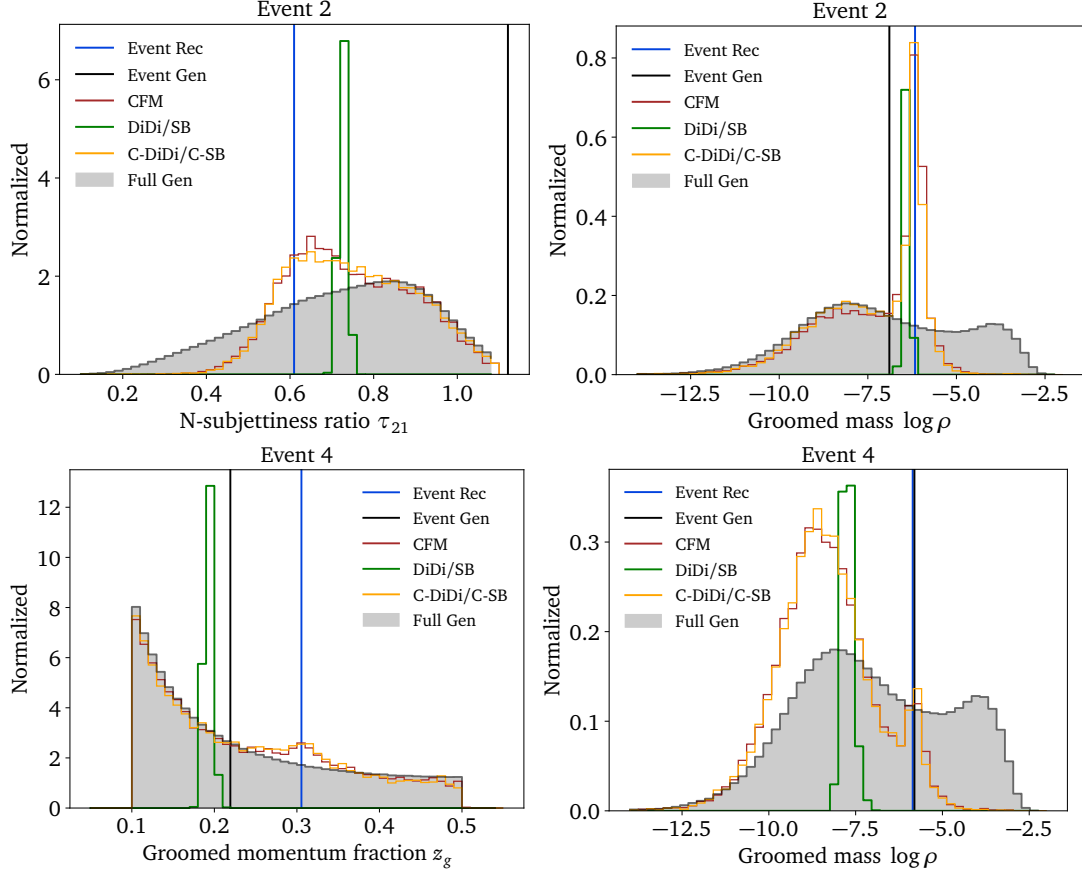 Event 2
Normalized
6
4
2
0
Event Rec
Event Gen
CFM
DiDi/SB
C-DiDi/C-SB
Full Gen
0.2 0.4 0.6 0.8 1.0
N-subjettiness ratio τ21
Event 2
Normalized
0.8
0.6
0.4
0.2
0.0
Event Rec
Event Gen
CFM
DiDi/SB
C-DiDi/C-SB
Full Gen
−12.5 −10.0 −7.5 −5.0 −2.5
Groomed mass log ρ
Event 4
Normalized
12
10
8
6
4
2
0
Event Rec
Event Gen
CFM
DiDi/SB
C-DiDi/C-SB
Full Gen
0.1 0.2 0.3 0.4 0.5
Groomed momentum fraction zg
Event 4
Normalized
0.3
0.2
0.1
0.0
Event Rec
Event Gen
CFM
DiDi/SB
C-DiDi/C-SB
Full Gen
−12.5 −10.0 −7.5 −5.0 −2.5
Groomed mass log ρ